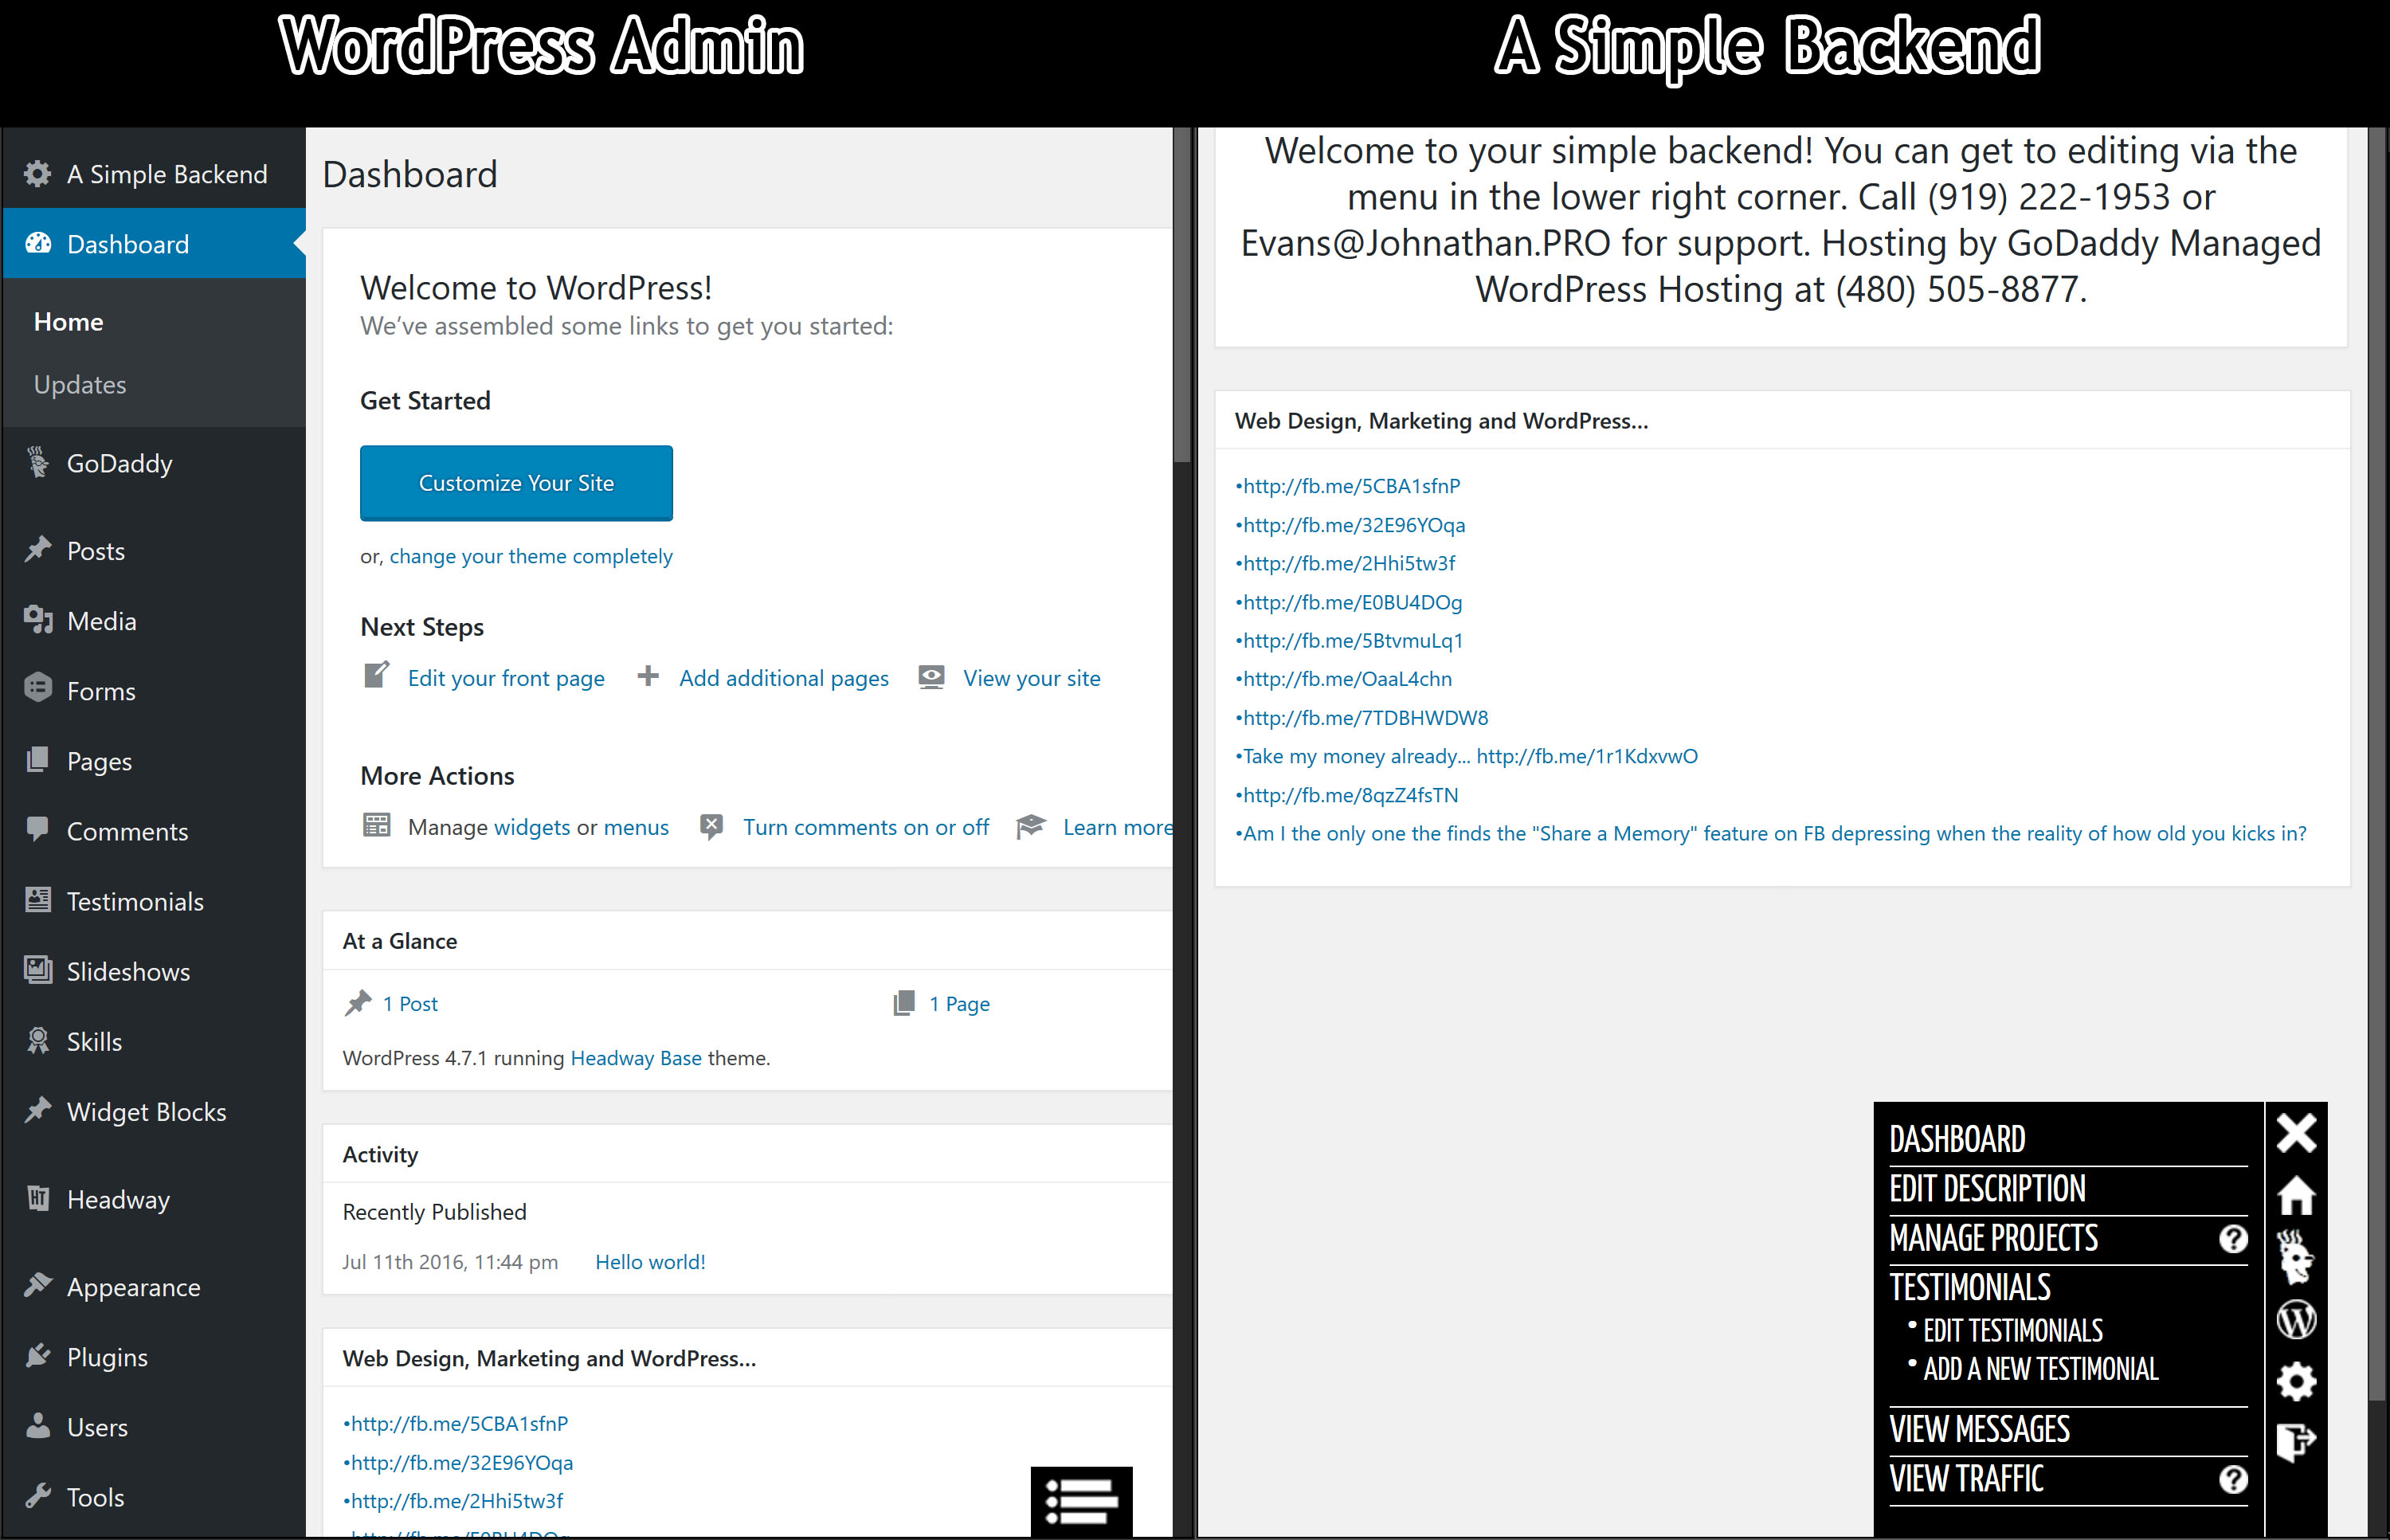 WordPress Admin
A Simple Backend
A Simple Backend
Dashboard
Home
Updates
GoDaddy
Posts
Media
Forms
Pages
Comments
Testimonials
Slideshows
Skills
Widget Blocks
Headway
Appearance
Plugins
Users
Tools
Dashboard
Welcome to WordPress!
We've assembled some links to get you started:
Get Started
Customize Your Site
or, change your theme completely
Next Steps
Edit your front page Add additional pages View your site
More Actions
Manage widgets or menus Turn comments on or off Learn more
At a Glance
1 Post 1 Page
WordPress 4.7.1 running Headway Base theme.
Activity
Recently Published
Jul 11th 2016, 11:44 pm Hello world!
Web Design, Marketing and WordPress...
•http://fb.me/5CBA1sfnP
•http://fb.me/32E96YOqa
•http://fb.me/2Hhi5tw3f
•http://fb.me/E0BU4DOg
Welcome to your simple backend! You can get to editing via the
menu in the lower right corner. Call (919) 222-1953 or
Evans@Johnathan.PRO for support. Hosting by GoDaddy Managed
WordPress Hosting at (480) 505-8877.
Web Design, Marketing and WordPress...
•http://fb.me/5CBA1sfnP
•http://fb.me/32E96YOqa
•http://fb.me/2Hhi5tw3f
•http://fb.me/E0BU4DOg
•http://fb.me/5BtvmuLq1
•http://fb.me/OaaL4chn
•http://fb.me/7TDBHWDW8
•Take my money already... http://fb.me/1r1KdxvwO
•http://fb.me/8qzZ4fsTN
•Am I the only one the finds the "Share a Memory" feature on FB depressing when the reality of how old you kicks in?
DASHBOARD
EDIT DESCRIPTION
MANAGE PROJECTS ?
TESTIMONIALS
• EDIT TESTIMONIALS
• ADD A NEW TESTIMONIAL
VIEW MESSAGES
VIEW TRAFFIC ?